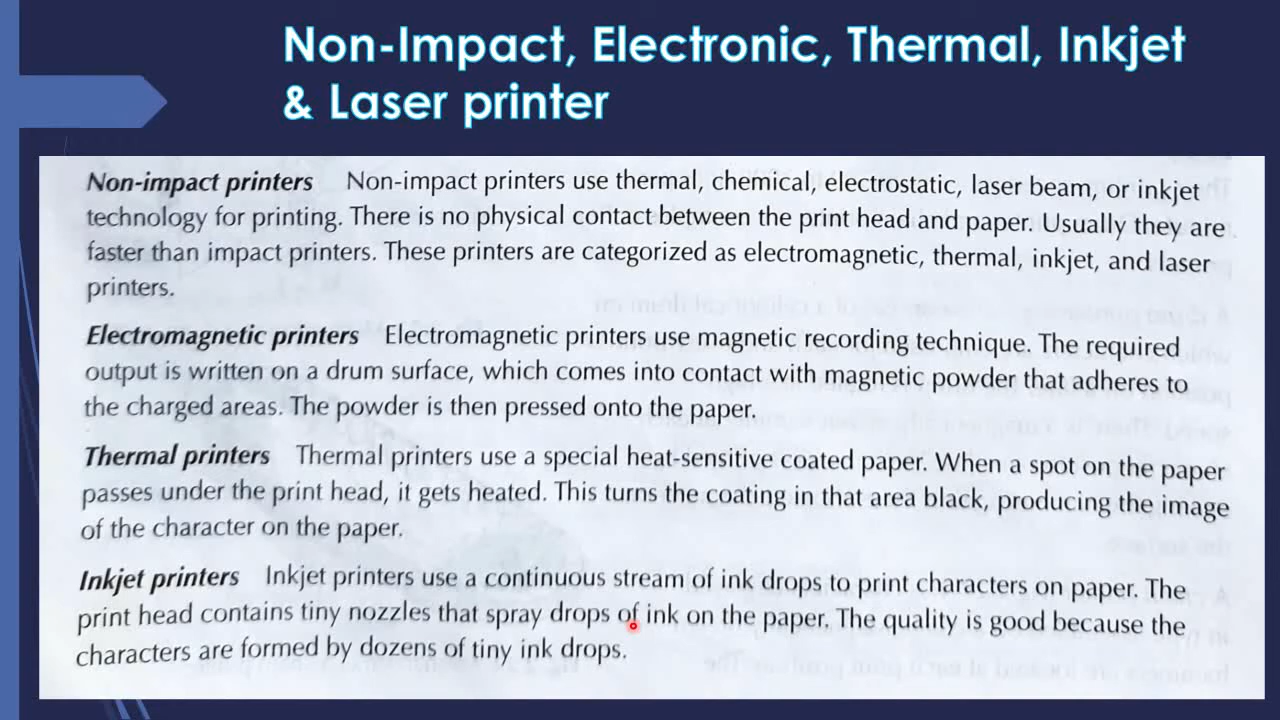 Non-Impact, Electronic, Thermal, Inkjet
& Laser printer
Non-impact printers Non-impact printers use thermal, chemical, electrostatic, laser beam, or inkjet
technology for printing. There is no physical contact between the print head and paper. Usually they are
faster than impact printers. These printers are categorized as electromagnetic, thermal, inkjet, and laser
printers.
Electromagnetic printers Electromagnetic printers use magnetic recording technique. The required
output is written on a drum surface, which comes into contact with magnetic powder that adheres to
the charged areas. The powder is then pressed onto the paper.
Thermal printers Thermal printers use a special heat-sensitive coated paper. When a spot on the paper
passes under the print head, it gets heated. This turns the coating in that area black, producing the image
of the character on the paper.
Inkjet printers Inkjet printers use a continuous stream of ink drops to print characters on paper. The
print head contains tiny nozzles that spray drops of ink on the paper. The quality is good because the
characters are formed by dozens of tiny ink drops.